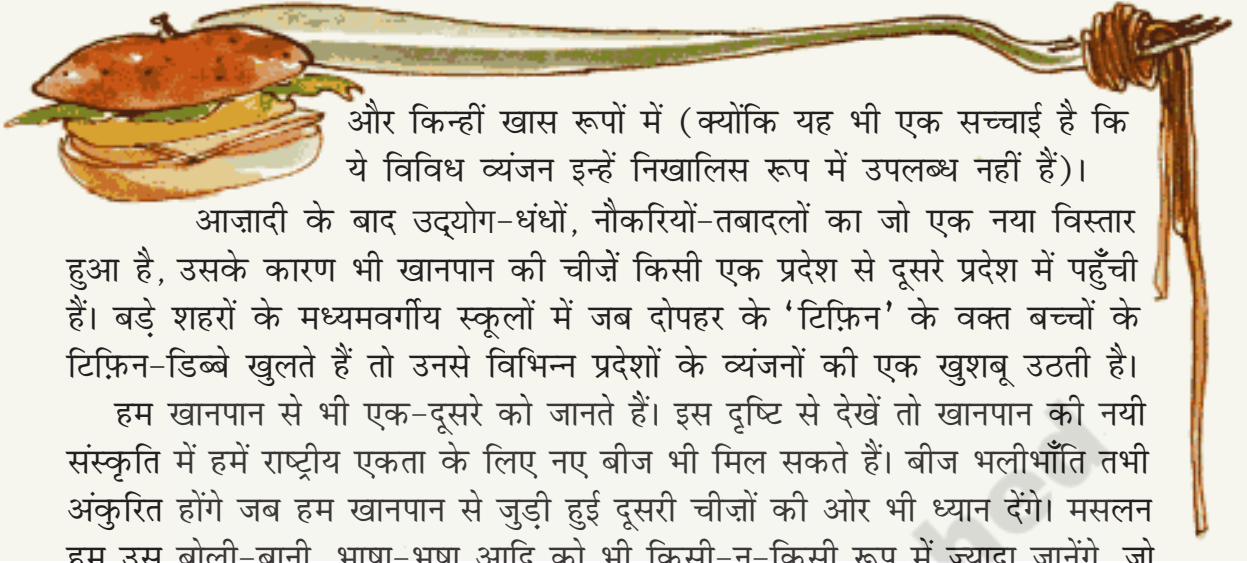 और किन्हीं खास रूपों में (क्योंकि यह भी एक सच्चाई है कि
ये विविध व्यंजन इन्हें निखालिस रूप में उपलब्ध नहीं हैं)।
आज़ादी के बाद उद्‌योग-धंधों, नौकरियों-तबादलों का जो एक नया विस्तार
हुआ है, उसके कारण भी खानपान की चीज़ें किसी एक प्रदेश से दूसरे प्रदेश में पहुँची
हैं। बड़े शहरों के मध्यमवर्गीय स्कूलों में जब दोपहर के ‘टिफ़िन’ के वक्त बच्चों के
टिफ़िन-डिब्बे खुलते हैं तो उनसे विभिन्न प्रदेशों के व्यंजनों की एक खुशबू उठती है।
हम खानपान से भी एक-दूसरे को जानते हैं। इस दृष्टि से देखें तो खानपान की नयी
संस्कृति में हमें राष्ट्रीय एकता के लिए नए बीज भी मिल सकते हैं। बीज भलीभाँति तभी
अंकुरित होंगे जब हम खानपान से जुड़ी हुई दूसरी चीज़ों की ओर भी ध्यान देंगे। मसलन
हम उस बोली-बानी, भाषा-भूषा आदि को भी किसी-न-किसी रूप में ज़्यादा जानेंगे, जो